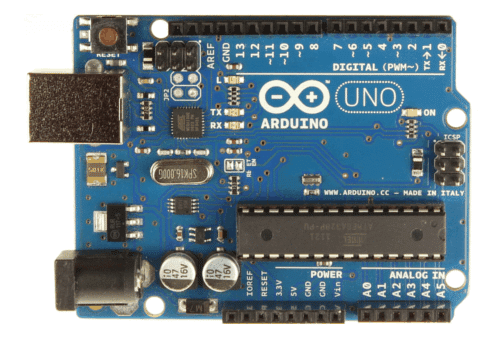 RESET
AREF
GND
13
12
~11
~10
~9
8
7
~6
~5
4
~3
2
TX→1
RX←0
DIGITAL (PWM~)
JP2
L
TX
RX
ARDUINO
UNO
ON
ICSP
SPK16.000G
WWW.ARDUINO.CC – MADE IN ITALY
47
16V
47
16V
POWER
ANALOG IN
IOREF
RESET
3.3V
5V
GND
GND
Vin
A0
A1
A2
A3
A4
A5